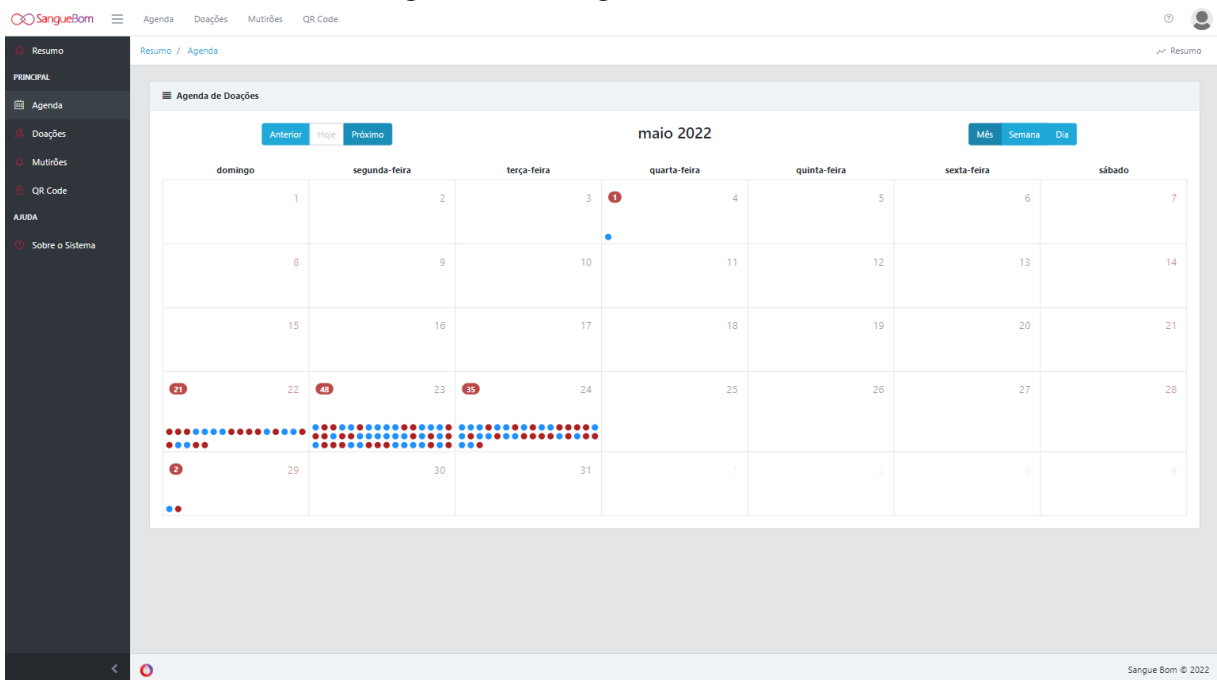 SangueBom Agenda Doações Mutirões QR Code
Resumo
PRINCIPAL
Agenda
Doações
Mutirões
QR Code
AJUDA
Sobre o Sistema
Resumo / Agenda
Resumo
Agenda de Doações
Anterior Hoje Próximo
maio 2022
Mês Semana Dia
domingo segunda-feira terça-feira quarta-feira quinta-feira sexta-feira sábado
1 2 3 1 4 5 6 7
8 9 10 11 12 13 14
15 16 17 18 19 20 21
21 22 48 23 35 24 25 26 27 28
2 29 30 31 1 2 3 4
Sangue Bom © 2022